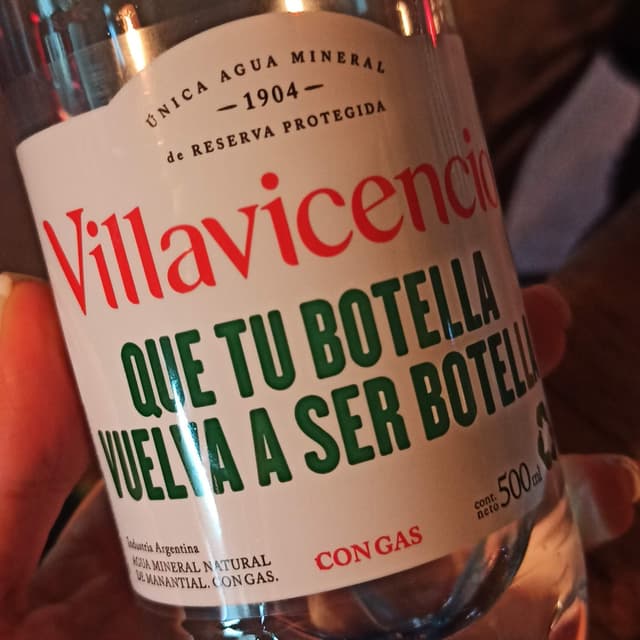 ÚNICA AGUA MINERAL
—1904—
de RESERVA PROTEGIDA
Villavicencio
QUE TU BOTELLA
VUELVA A SER BOTELLA
cont. neto 500 ml
Industria Argentina
AGUA MINERAL NATURAL
DE MANANTIAL. CON GAS.
CON GAS